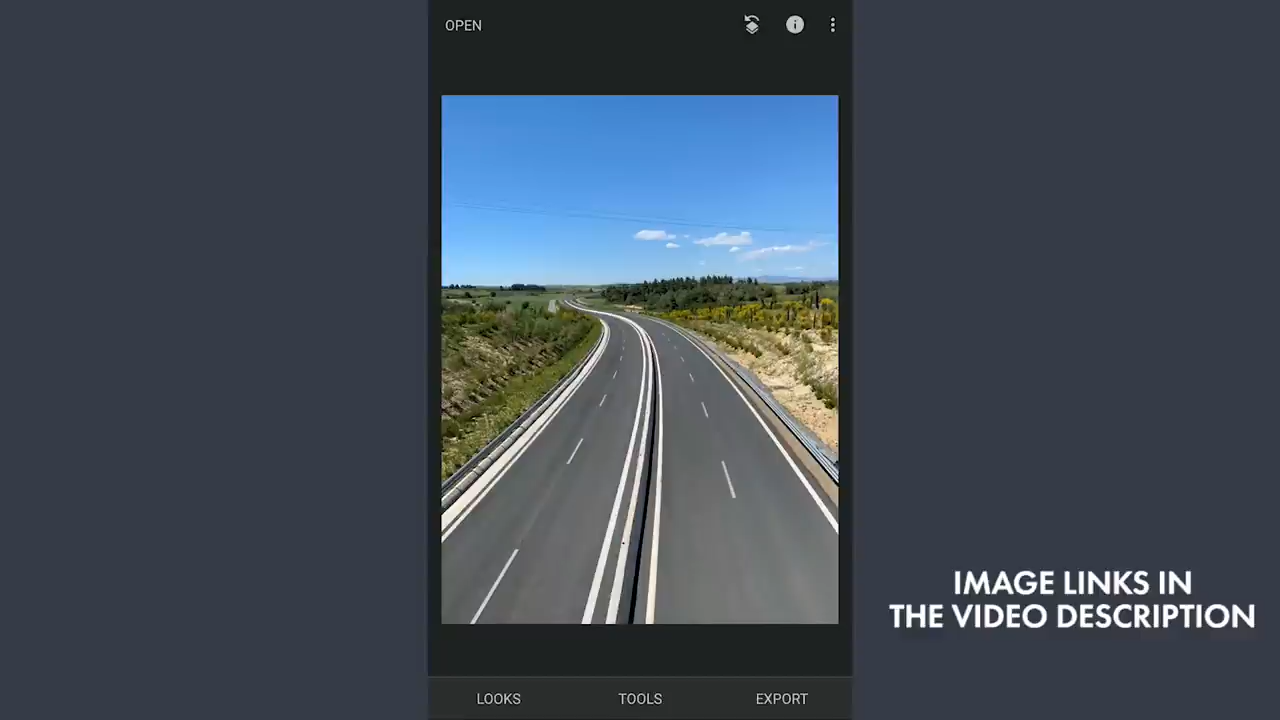 OPEN
IMAGE LINKS IN
THE VIDEO DESCRIPTION
LOOKS
TOOLS
EXPORT